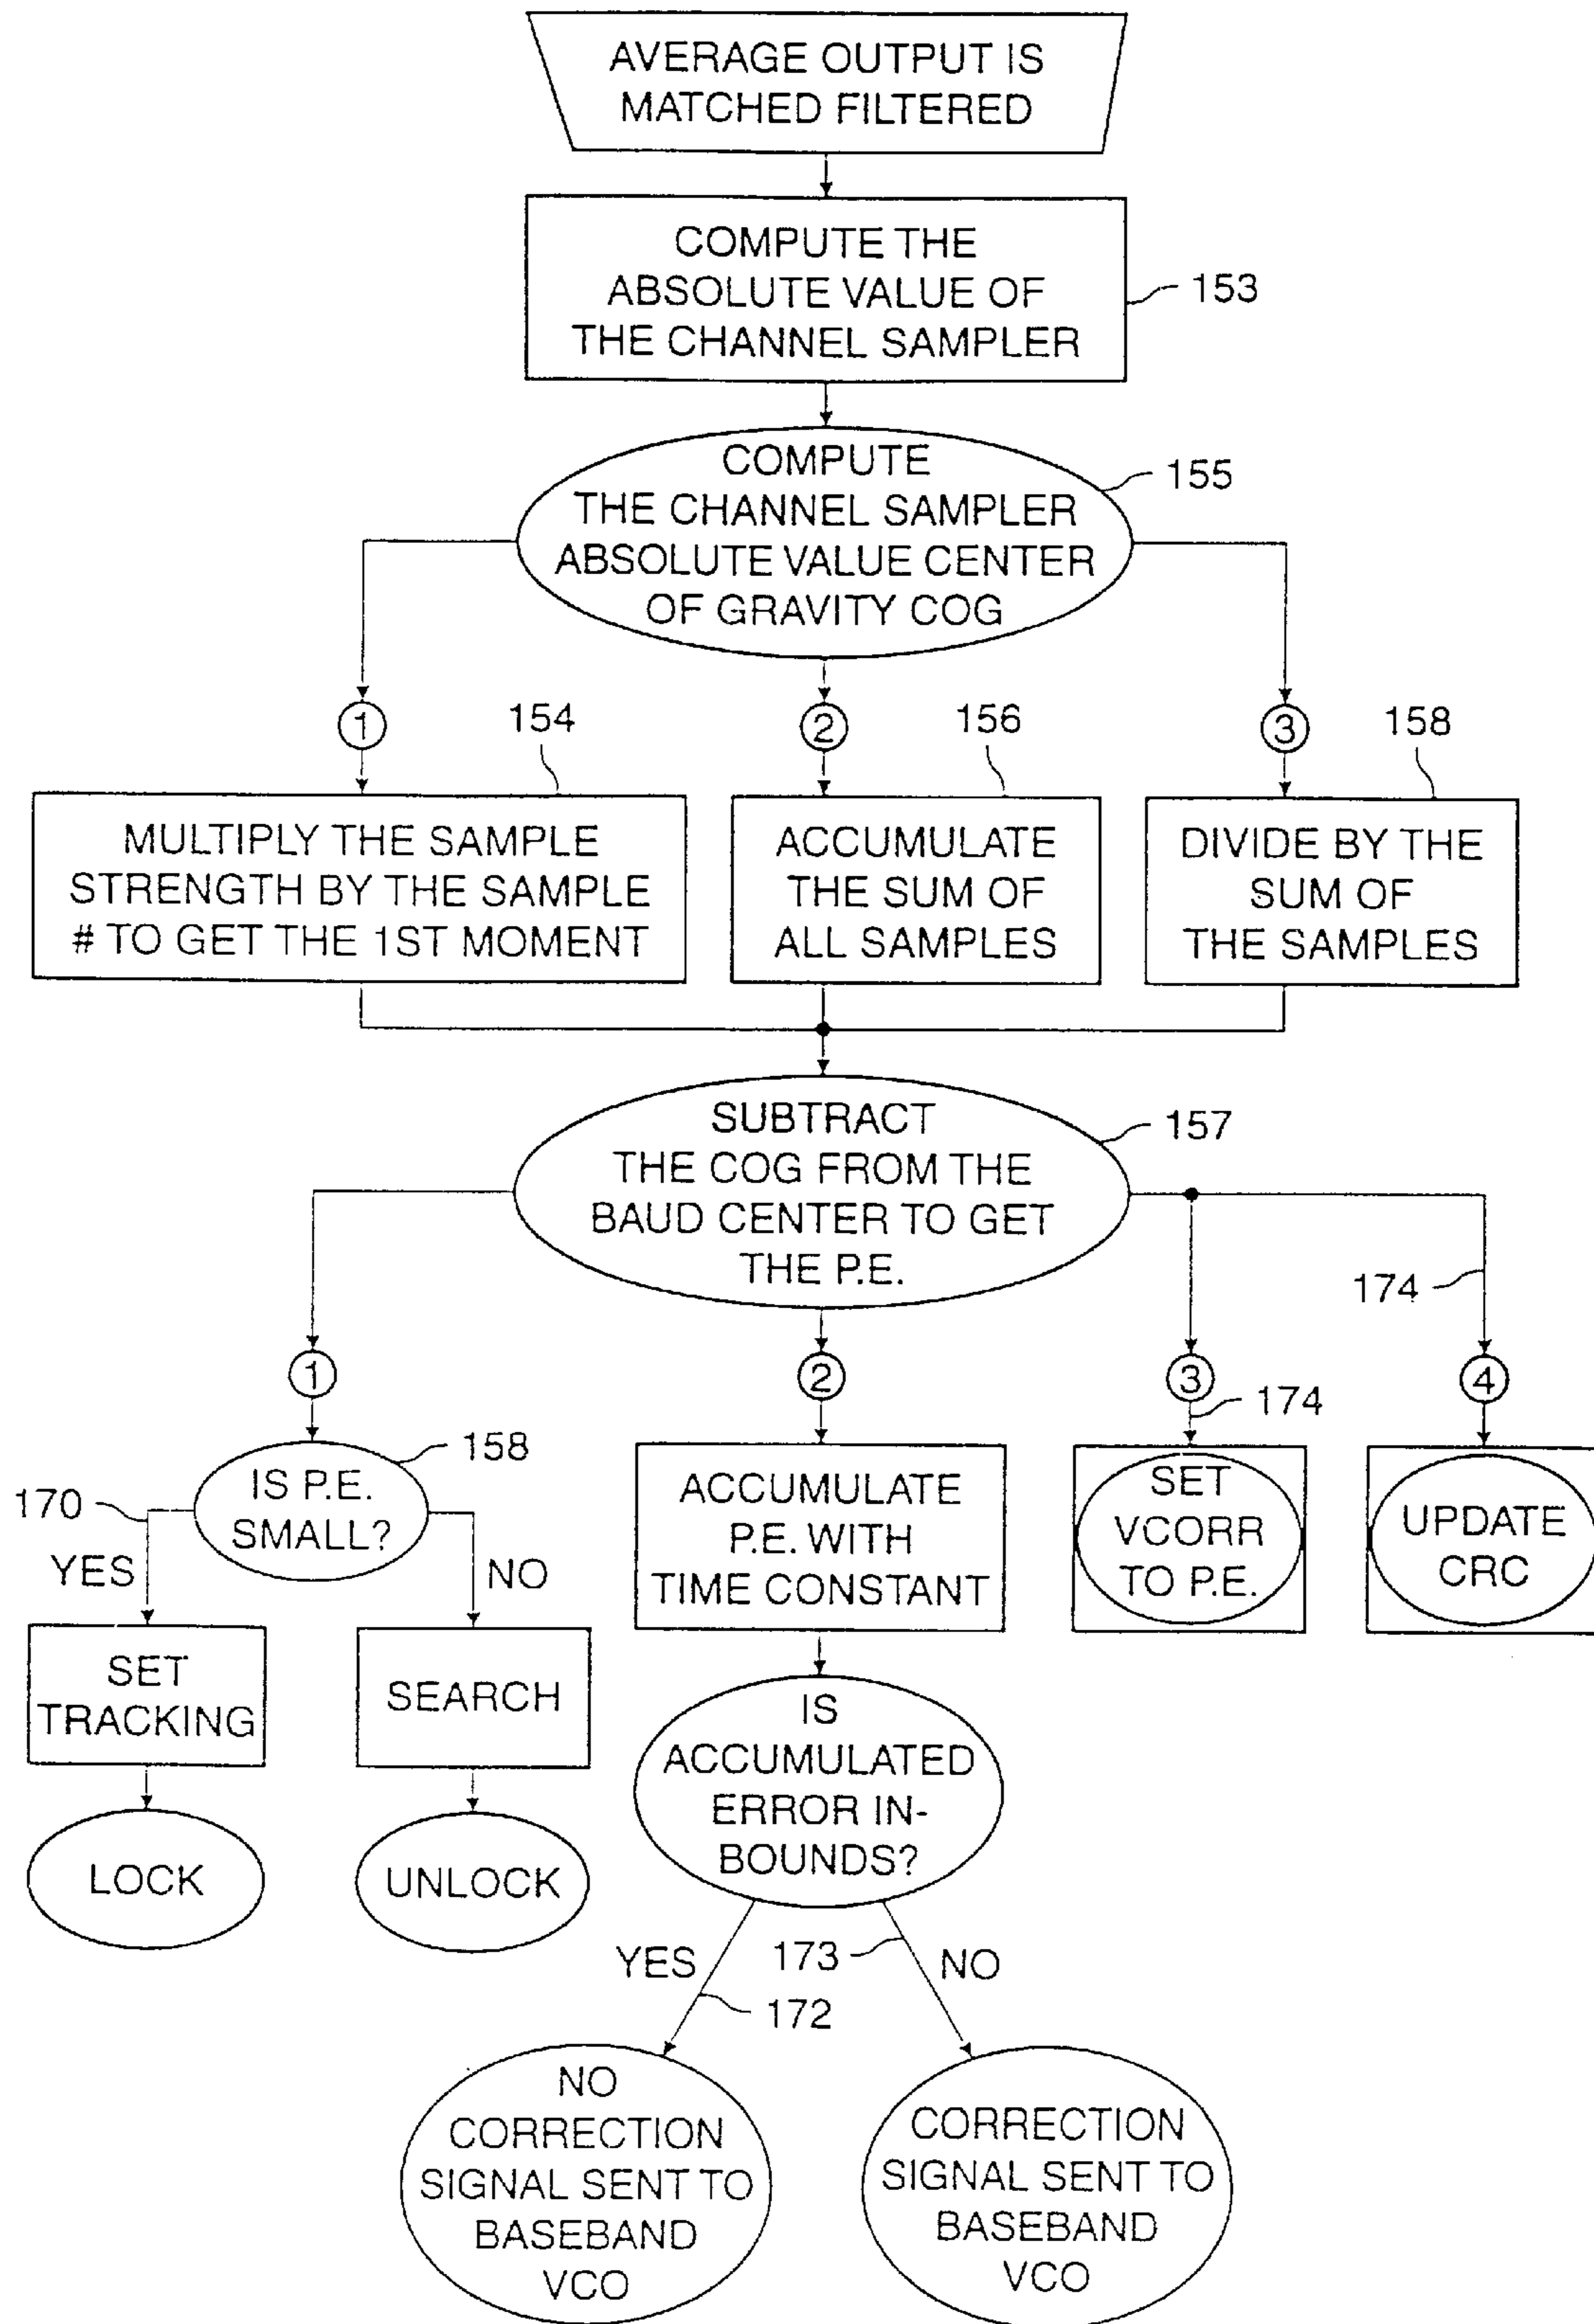 AVERAGE OUTPUT IS
MATCHED FILTERED
COMPUTE THE
ABSOLUTE VALUE OF
THE CHANNEL SAMPLER
153
COMPUTE
THE CHANNEL SAMPLER
ABSOLUTE VALUE CENTER
OF GRAVITY COG
155
1
154
2
156
3
158
MULTIPLY THE SAMPLE
STRENGTH BY THE SAMPLE
# TO GET THE 1ST MOMENT
ACCUMULATE
THE SUM OF
ALL SAMPLES
DIVIDE BY THE
SUM OF
THE SAMPLES
SUBTRACT
THE COG FROM THE
BAUD CENTER TO GET
THE P.E.
157
174
1
2
3
4
174
158
IS P.E.
SMALL?
170
YES
NO
ACCUMULATE
P.E. WITH
TIME CONSTANT
SET
VCORR
TO P.E.
UPDATE
CRC
SET
TRACKING
SEARCH
IS
ACCUMULATED
ERROR IN-
BOUNDS?
LOCK
UNLOCK
YES
173
NO
172
NO
CORRECTION
SIGNAL SENT TO
BASEBAND
VCO
CORRECTION
SIGNAL SENT TO
BASEBAND
VCO